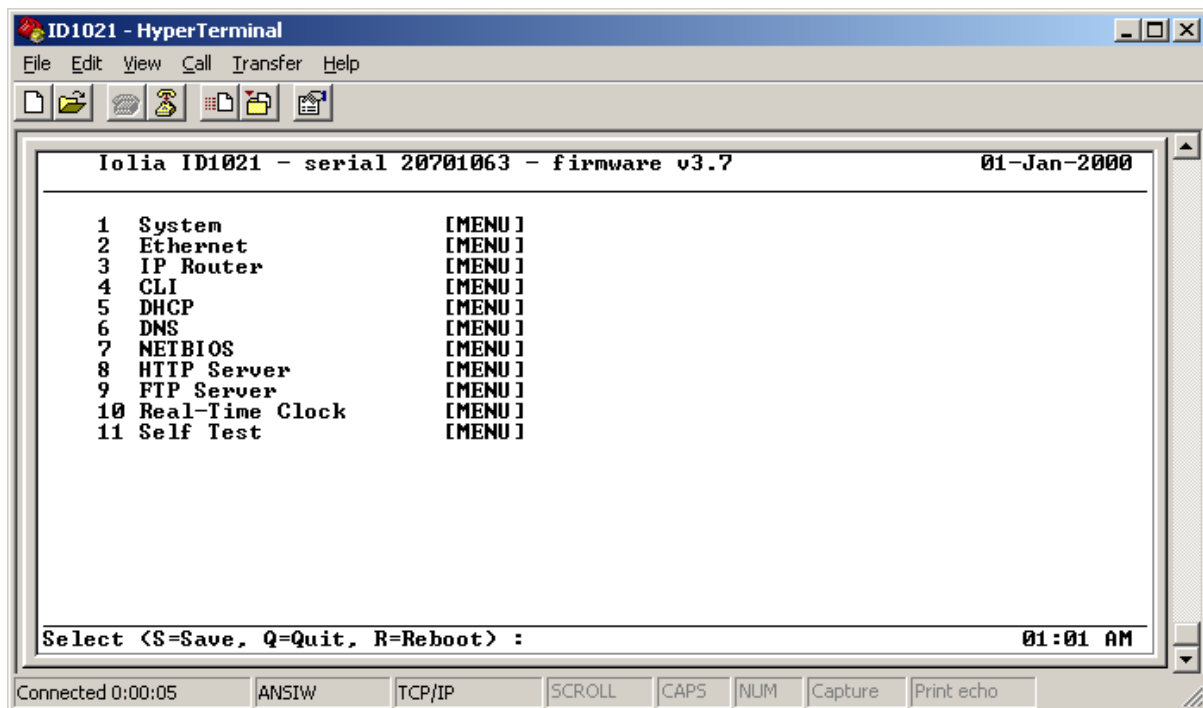 ID1021 - HyperTerminal
File Edit View Call Transfer Help
Iolia ID1021 - serial 20701063 - firmware v3.7 01-Jan-2000
1 System [MENU]
2 Ethernet [MENU]
3 IP Router [MENU]
4 CLI [MENU]
5 DHCP [MENU]
6 DNS [MENU]
7 NETBIOS [MENU]
8 HTTP Server [MENU]
9 FTP Server [MENU]
10 Real-Time Clock [MENU]
11 Self Test [MENU]
Select (S=Save, Q=Quit, R=Reboot) : 01:01 AM
Connected 0:00:05 ANSIW TCP/IP SCROLL CAPS NUM Capture Print echo